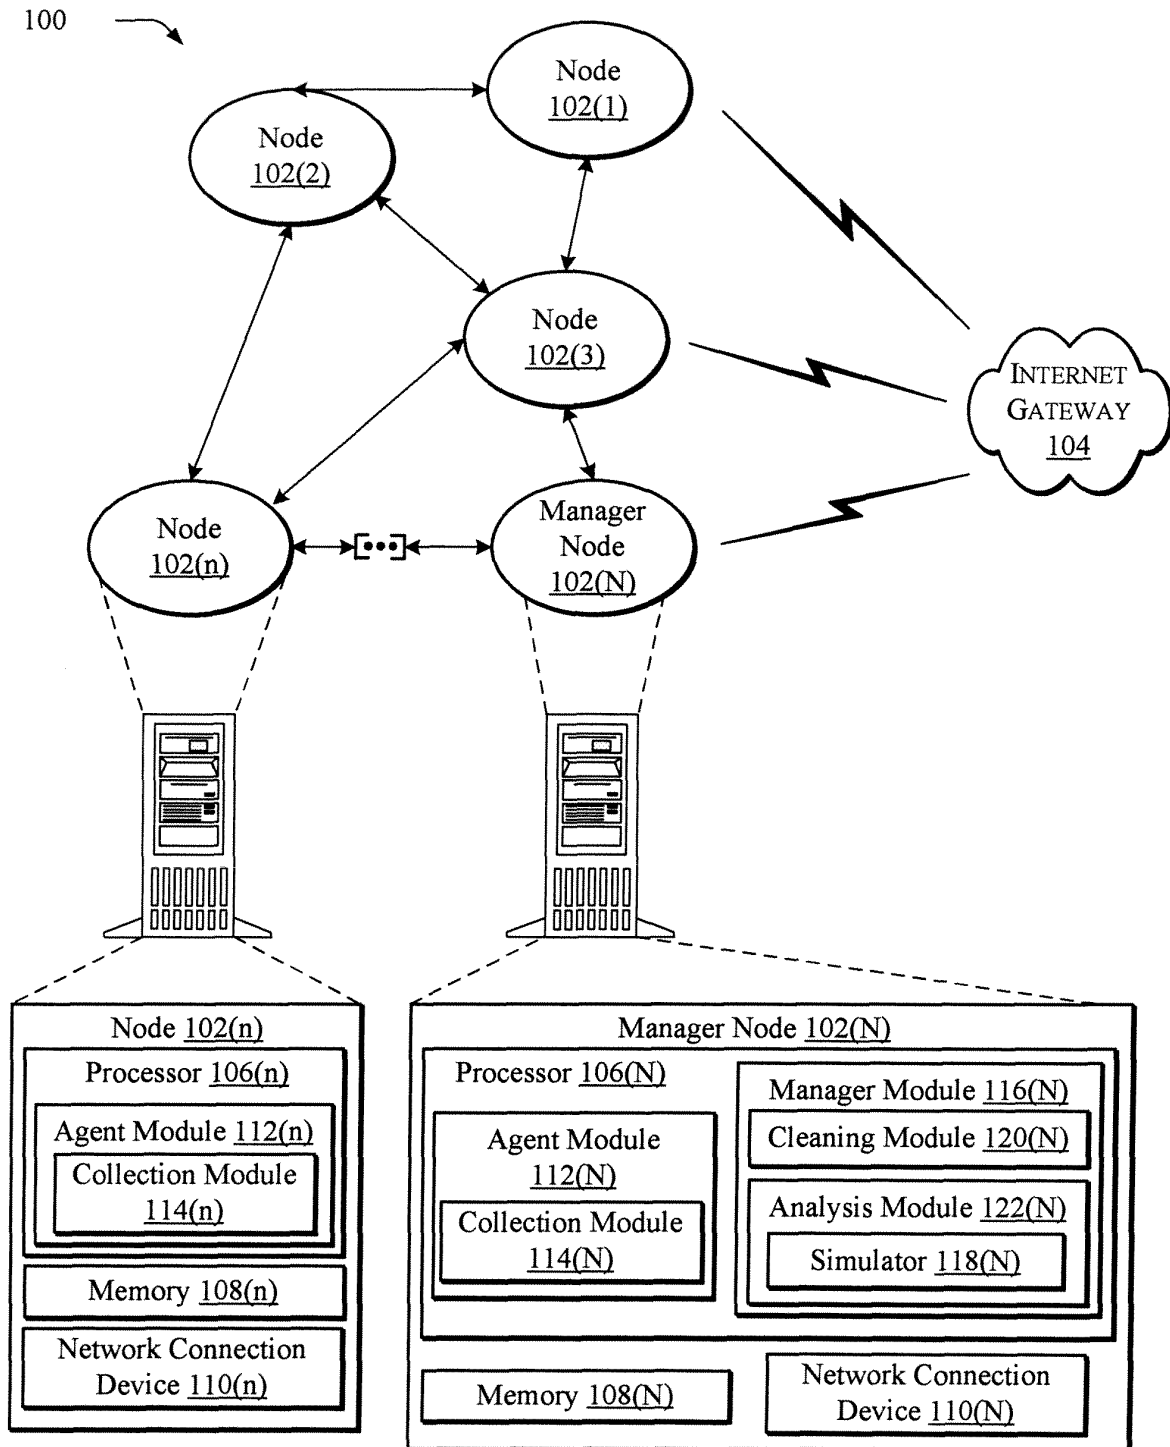 100
Node
102(1)
Node
102(2)
Node
102(3)
INTERNET
GATEWAY
104
Node
102(n)
[•••]
Manager
Node
102(N)
Node 102(n)
Processor 106(n)
Agent Module 112(n)
Collection Module
114(n)
Memory 108(n)
Network Connection
Device 110(n)
Manager Node 102(N)
Processor 106(N)
Agent Module
112(N)
Collection Module
114(N)
Manager Module 116(N)
Cleaning Module 120(N)
Analysis Module 122(N)
Simulator 118(N)
Memory 108(N)
Network Connection
Device 110(N)